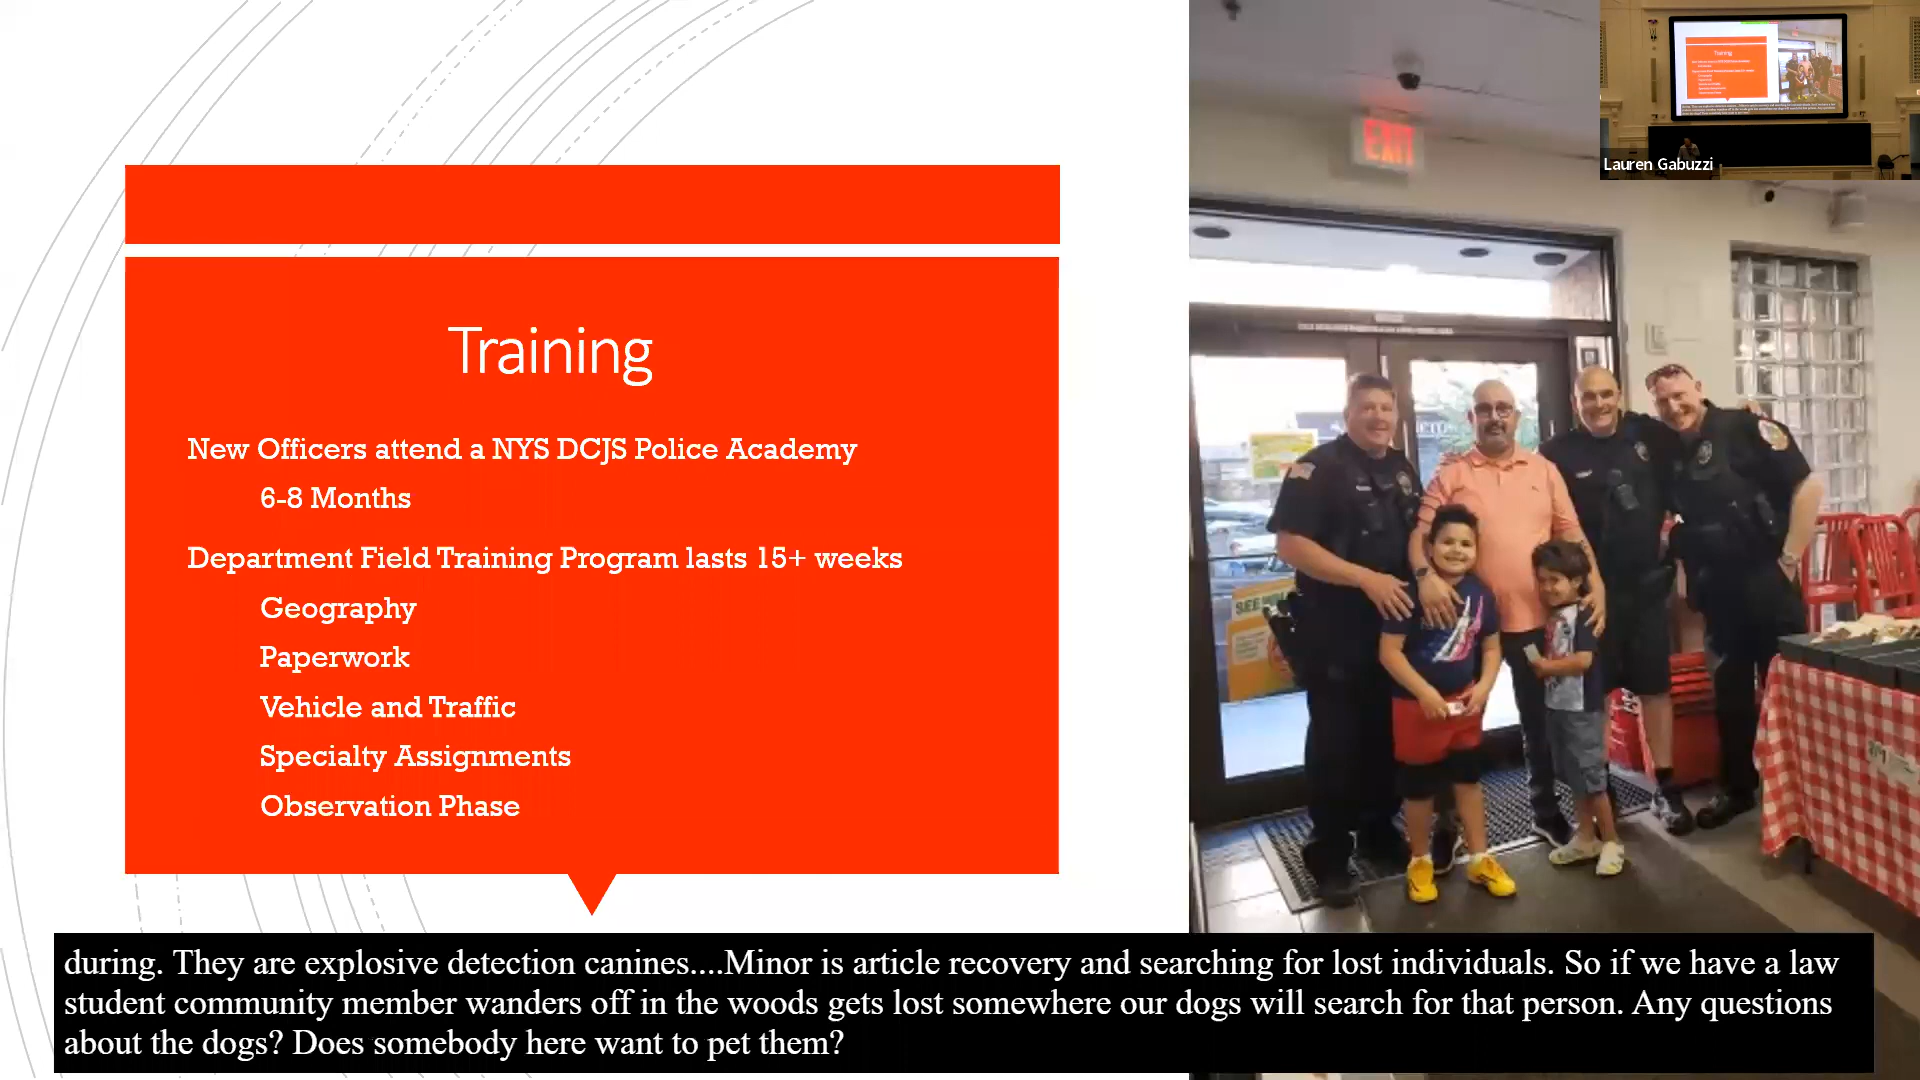 Training
New Officers attend a NYS DCJS Police Academy
6-8 Months
Department Field Training Program lasts 15+ weeks
Geography
Paperwork
Vehicle and Traffic
Specialty Assignments
Observation Phase
EXIT
Lauren Gabuzzi
Training
during. They are explosive detection canines....Minor is article recovery and searching for lost individuals. So if we have a law
student community member wanders off in the woods gets lost somewhere our dogs will search for that person. Any questions
about the dogs? Does somebody here want to pet them?